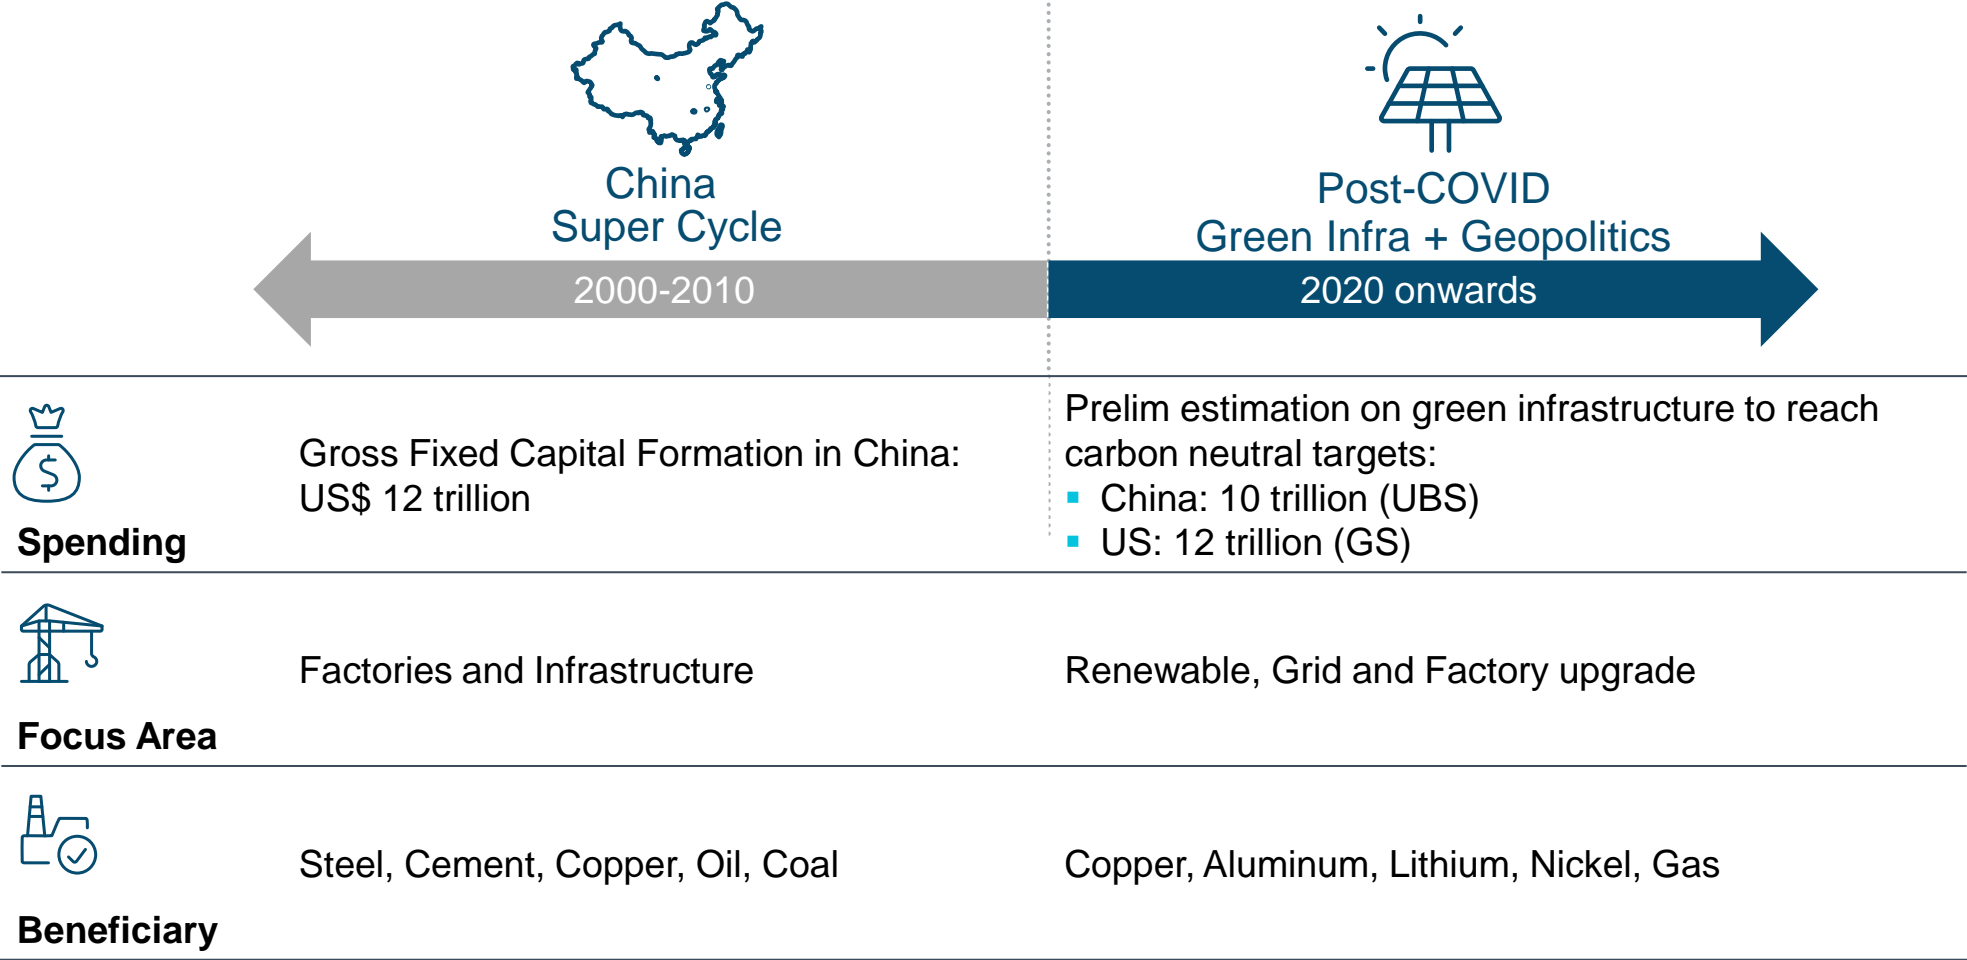 China
Super Cycle
Post-COVID
Green Infra + Geopolitics
2000-2010
2020 onwards
Spending
Gross Fixed Capital Formation in China:
US$ 12 trillion
Prelim estimation on green infrastructure to reach
carbon neutral targets:
▪ China: 10 trillion (UBS)
▪ US: 12 trillion (GS)
Focus Area
Factories and Infrastructure
Renewable, Grid and Factory upgrade
Beneficiary
Steel, Cement, Copper, Oil, Coal
Copper, Aluminum, Lithium, Nickel, Gas